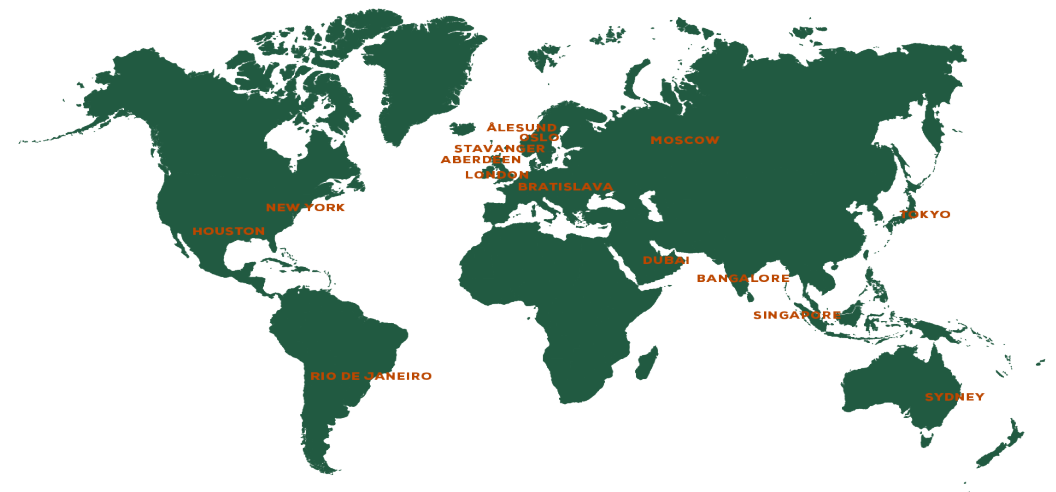 ÅLESUND
OSLO
MOSCOW
STAVANGER
ABERDEEN
LONDON
BRATISLAVA
NEW YORK
TOKYO
HOUSTON
DUBAI
BANGALORE
SINGAPORE
RIO DE JANEIRO
SYDNEY